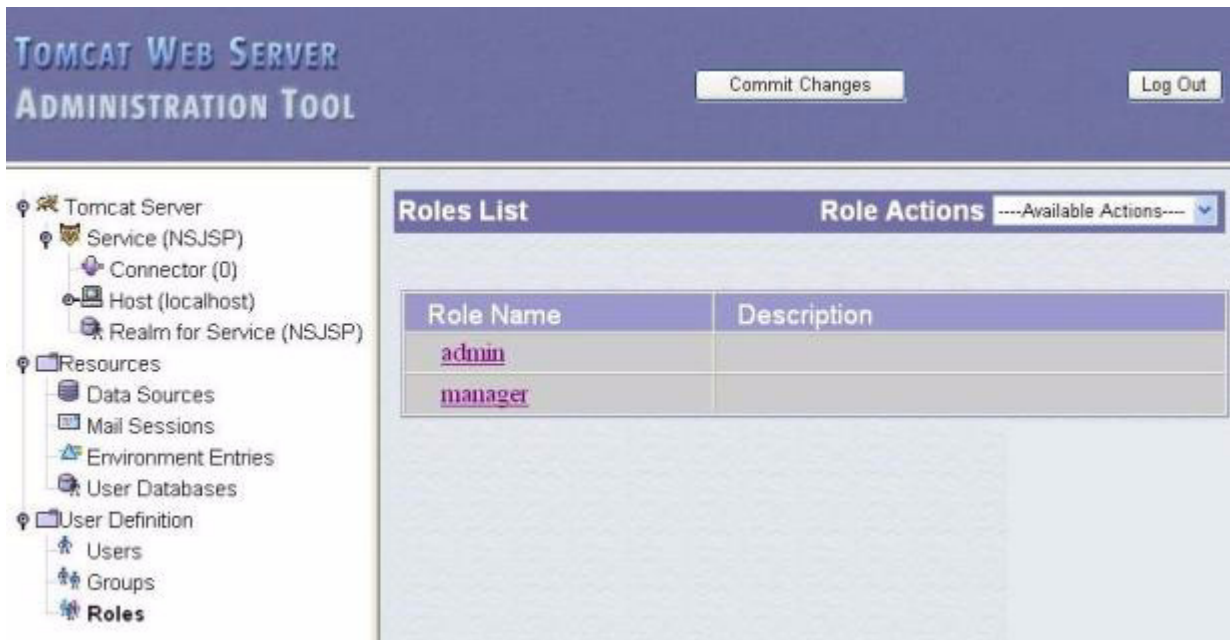 TOMCAT WEB SERVER
ADMINISTRATION TOOL
Commit Changes
Log Out
Tomcat Server
Service (NSJSP)
Connector (0)
Host (localhost)
Realm for Service (NSJSP)
Resources
Data Sources
Mail Sessions
Environment Entries
User Databases
User Definition
Users
Groups
Roles
Roles List
Role Actions ----Available Actions----
Role Name Description
admin
manager